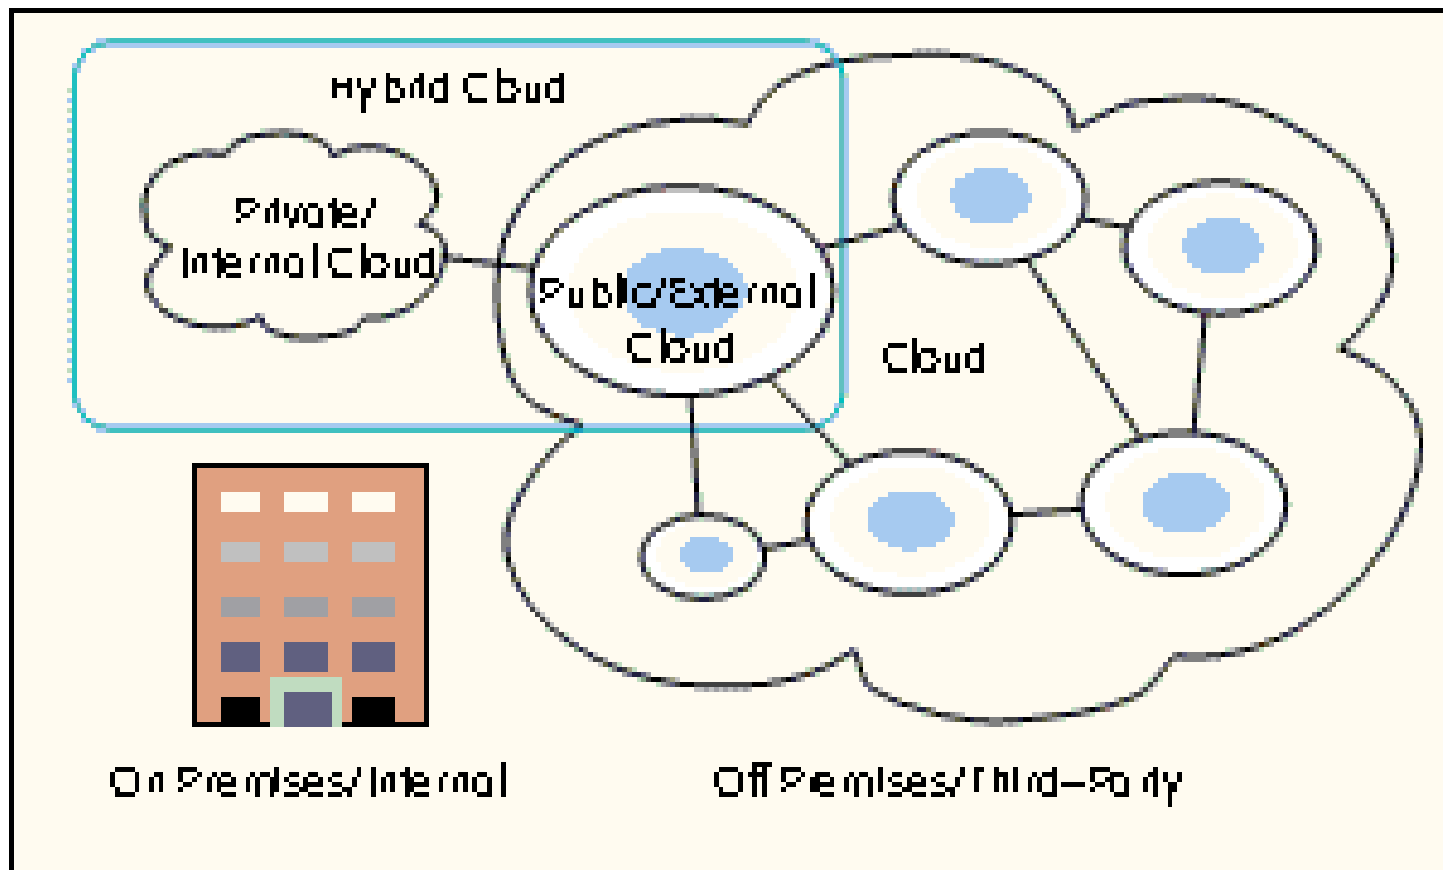 Hybrid Cloud
Private/
Internal Cloud
Public/External
Cloud
Cloud
On Premises/Internal
Off Premises/Third-Party